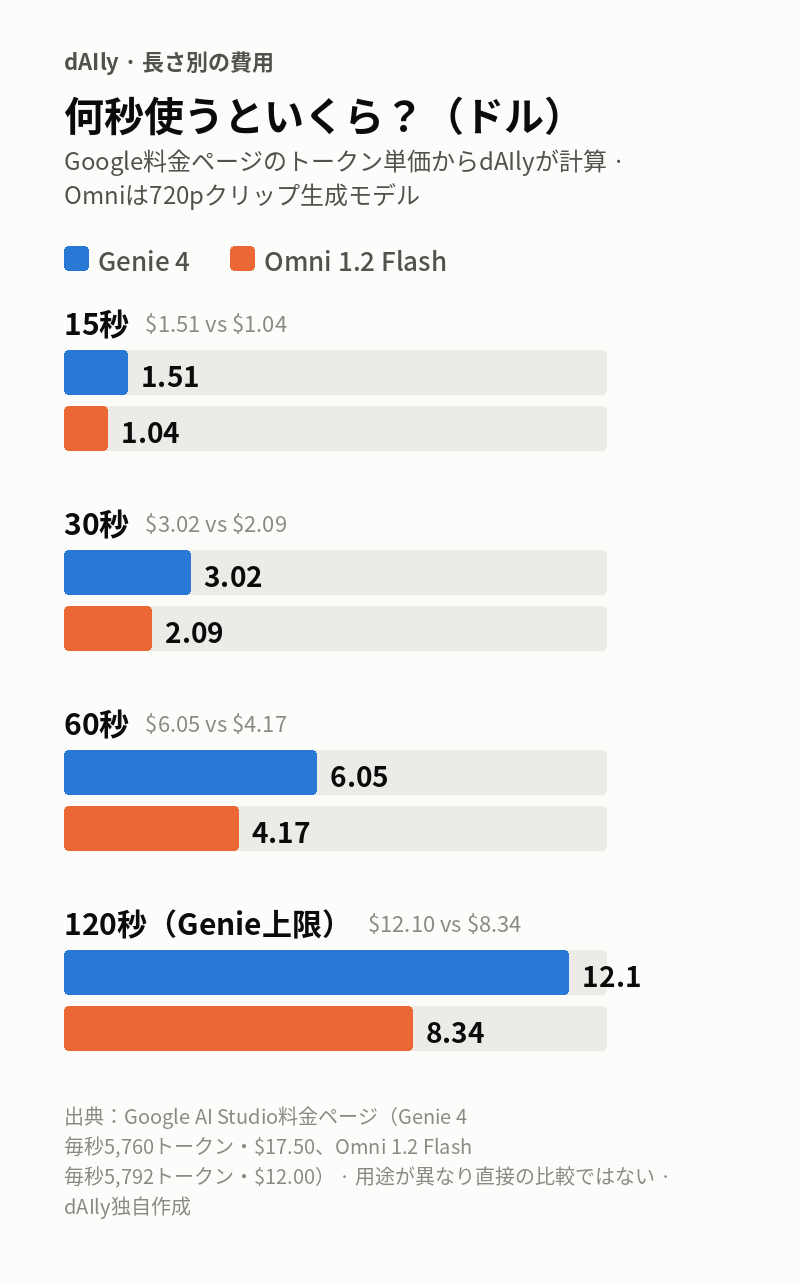 dAIly · 長さ別の費用
何秒使うといくら？（ドル）
Google料金ページのトークン単価からdAIlyが計算 ·
Omniは720pクリップ生成モデル
Genie 4 Omni 1.2 Flash
15秒 $1.51 vs $1.04
1.51
1.04
30秒 $3.02 vs $2.09
3.02
2.09
60秒 $6.05 vs $4.17
6.05
4.17
120秒（Genie上限） $12.10 vs $8.34
12.1
8.34
出典：Google AI Studio料金ページ（Genie 4
毎秒5,760トークン・$17.50、Omni 1.2 Flash
毎秒5,792トークン・$12.00） · 用途が異なり直接の比較ではない ·
dAIly独自作成